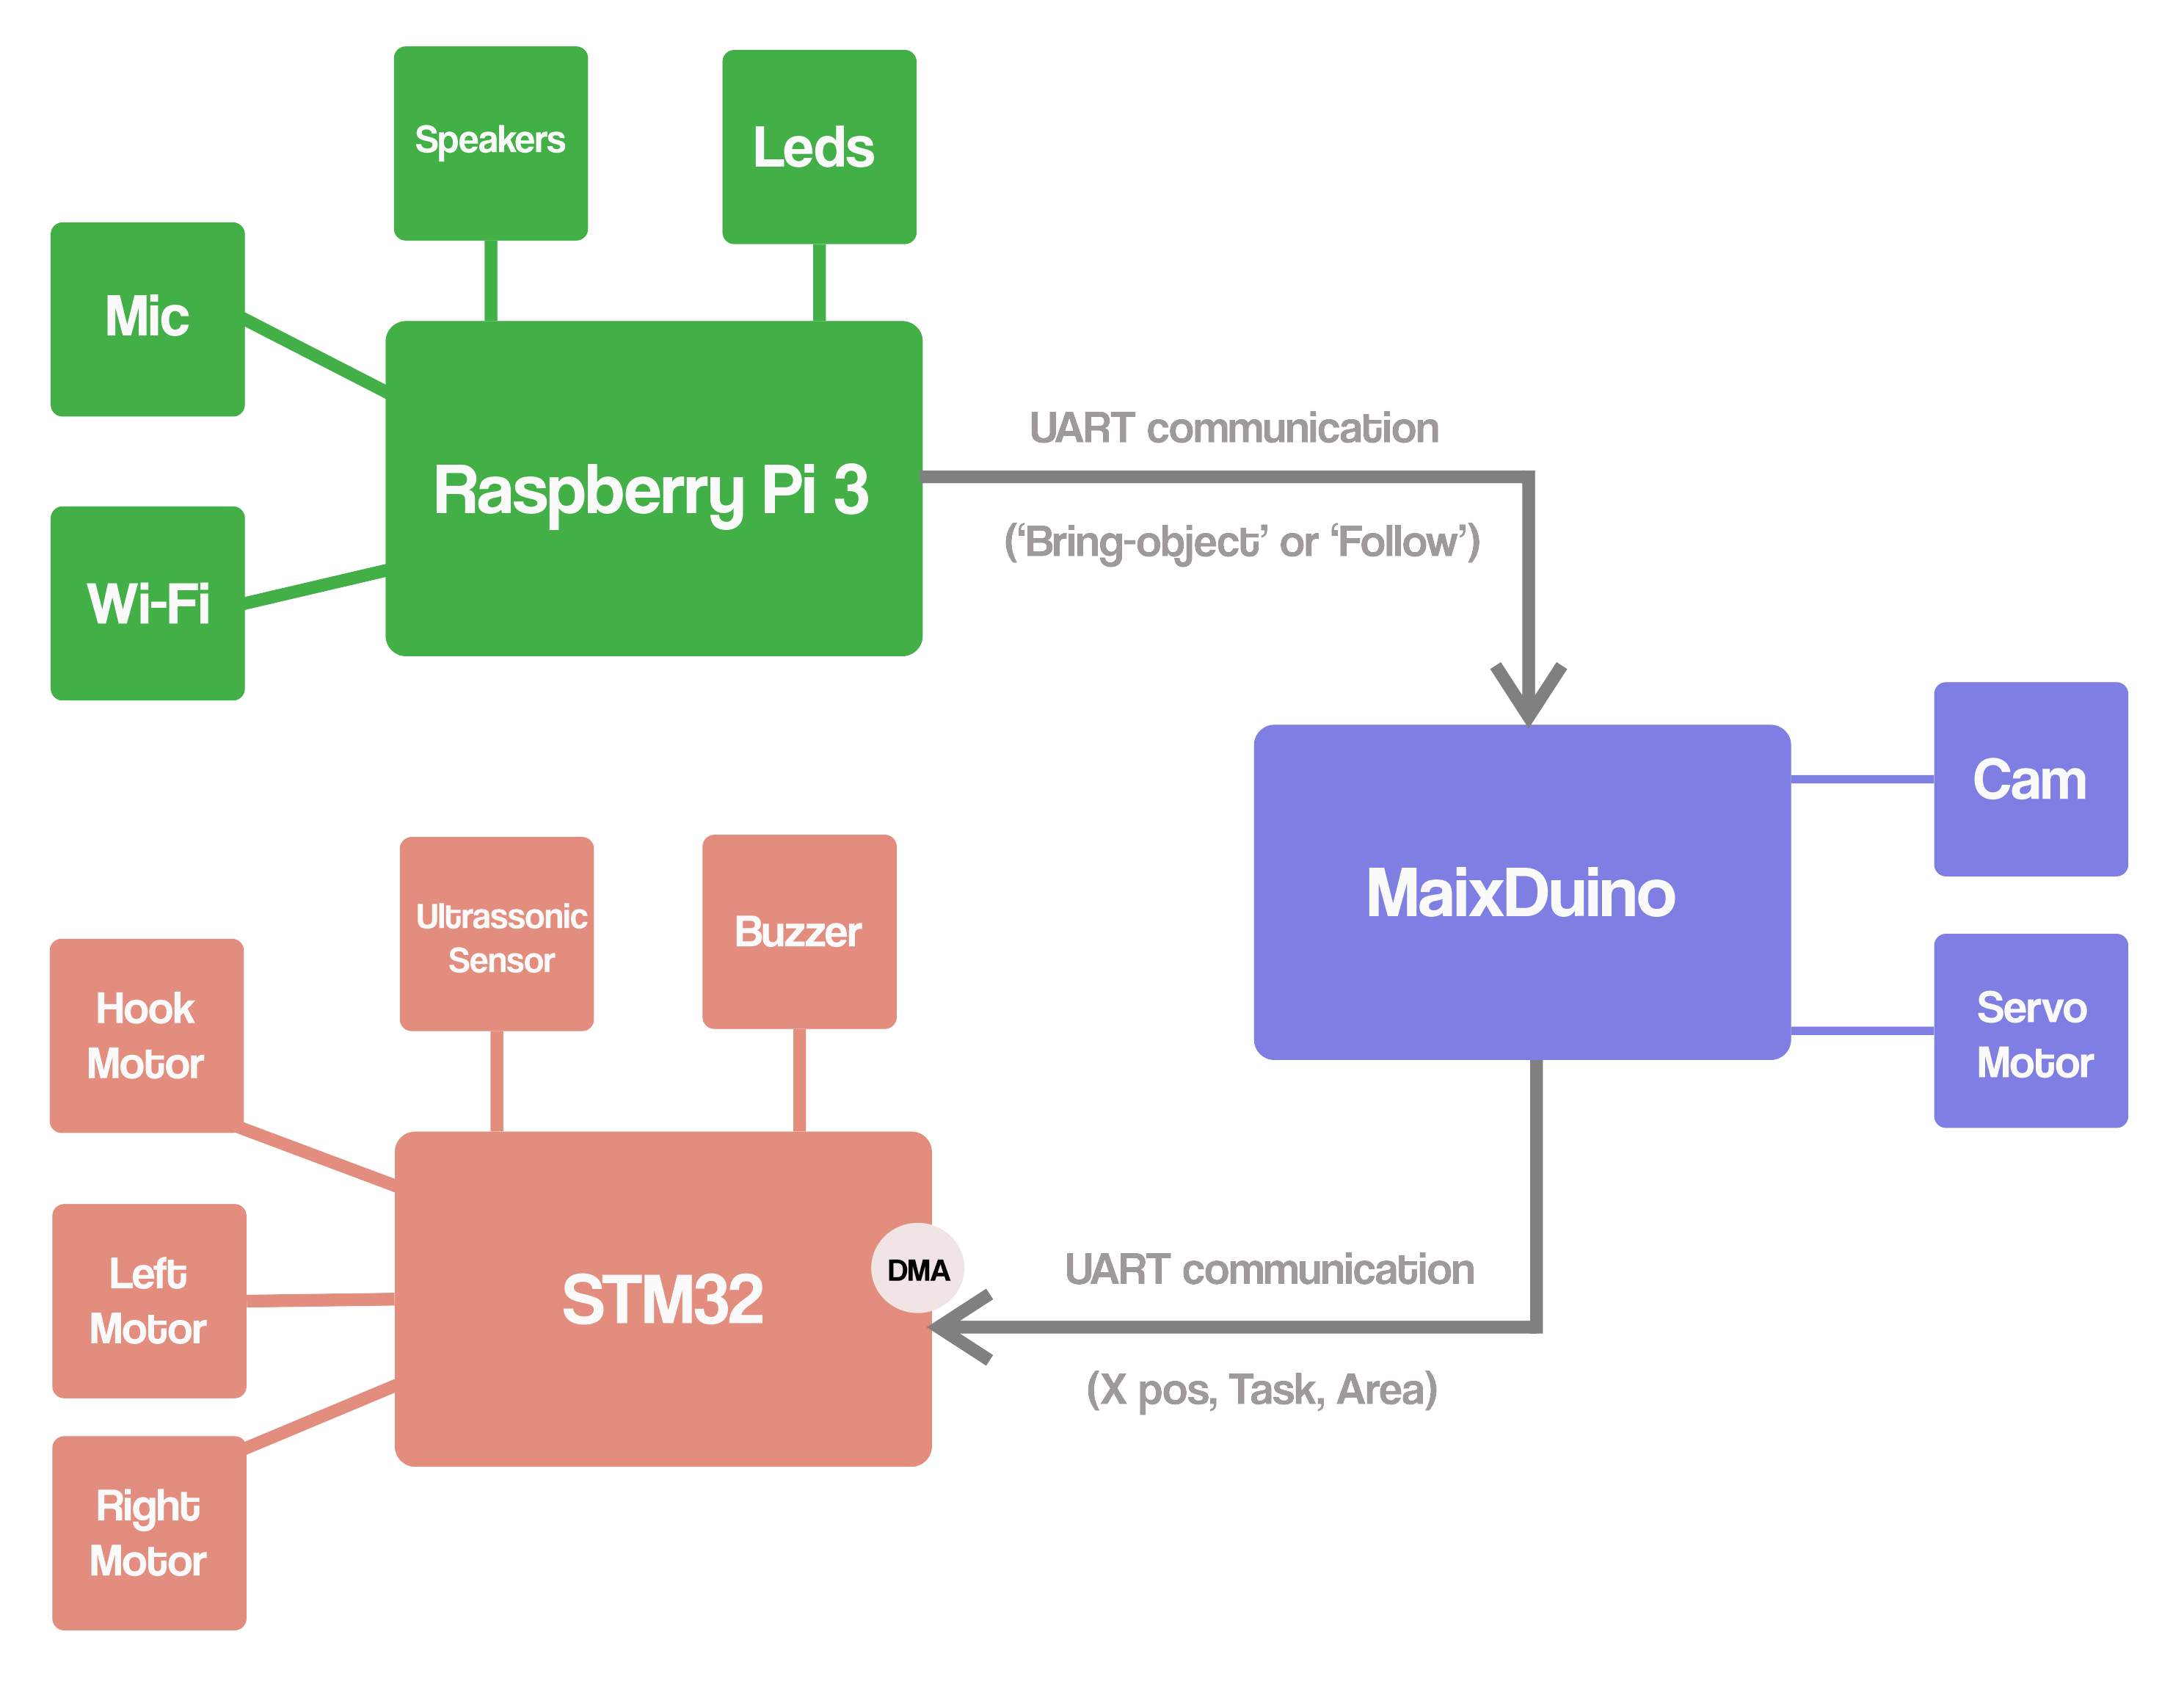 Speakers
Leds
Mic
Raspberry Pi 3
Wi-Fi
UART communication
(‘Bring-object’ or ‘Follow’)
Cam
MaixDuino
Servo
Motor
Ultrassonic
Sensor
Buzzer
Hook
Motor
Left
Motor
STM32
DMA
UART communication
(X pos, Task, Area)
Right
Motor